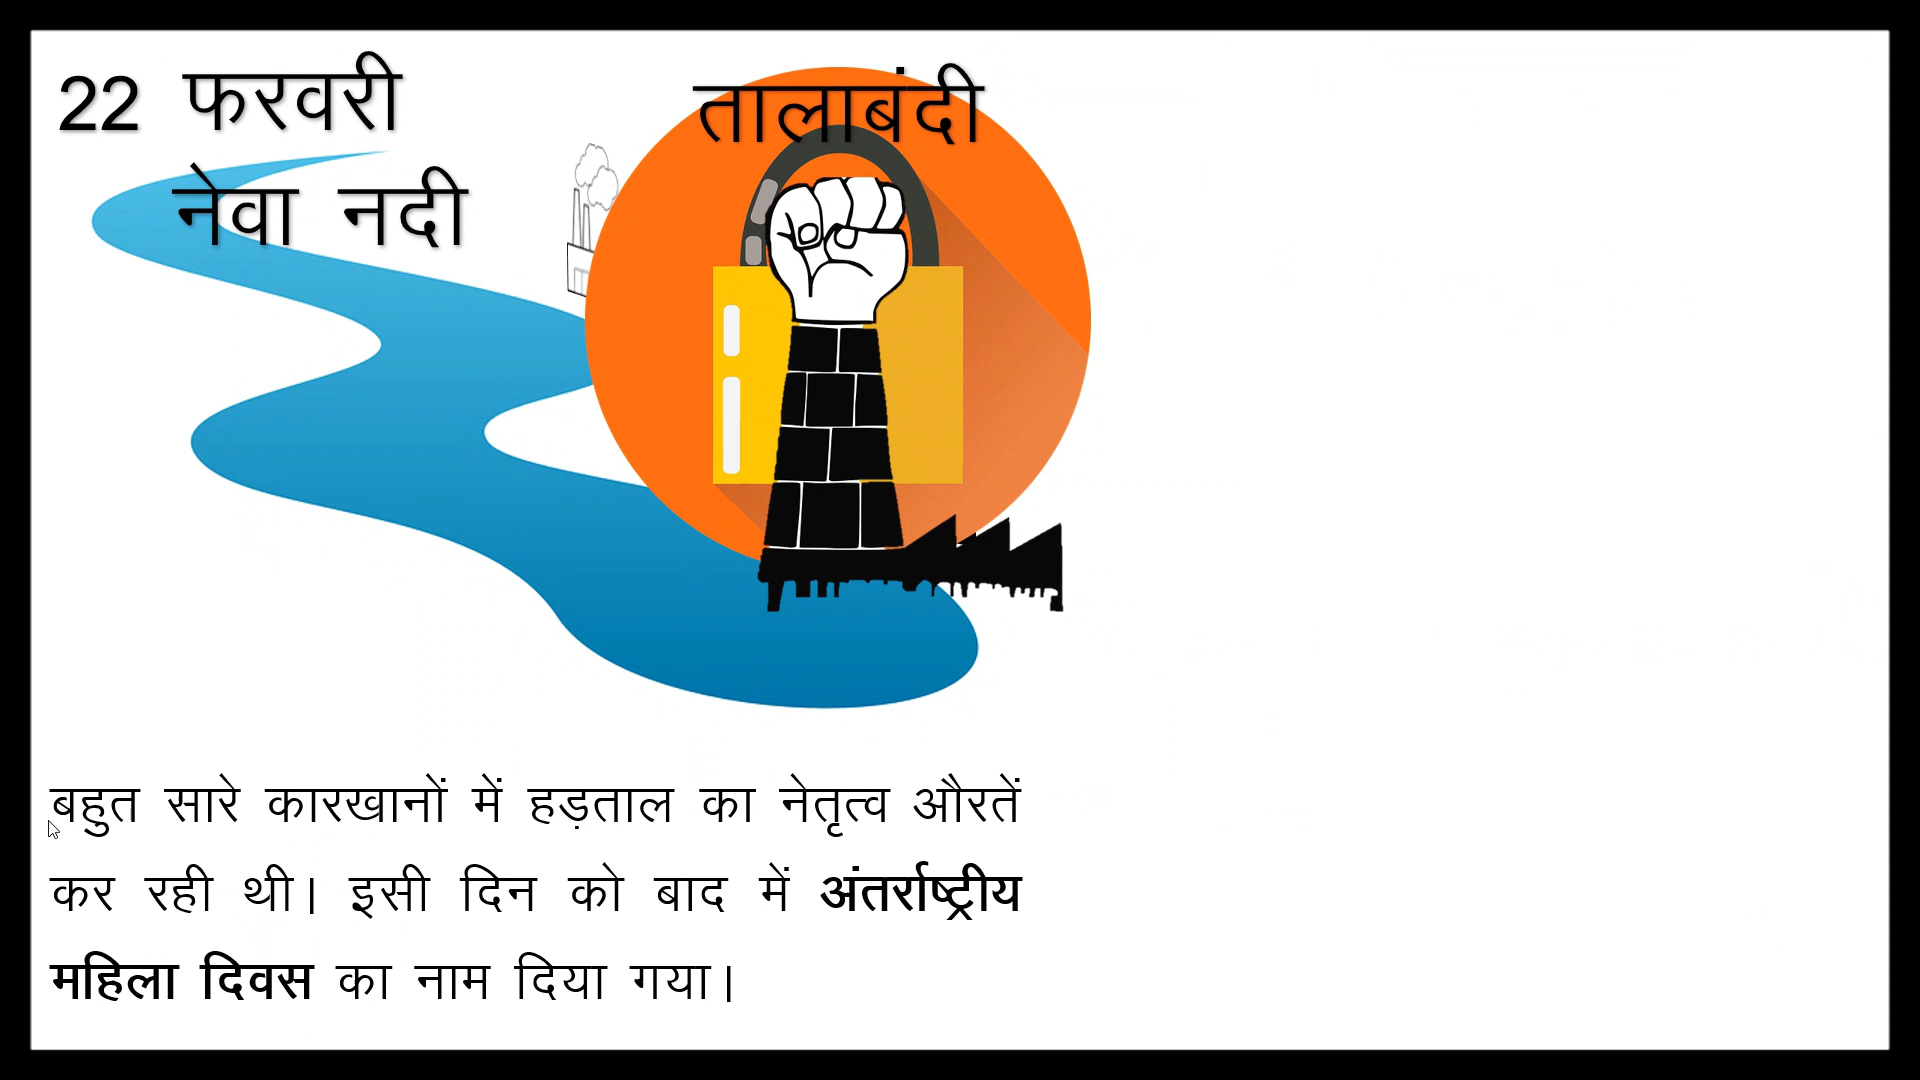 22 फरवरी
नेवा नदी
तालाबंदी
बहुत सारे कारखानों में हड़ताल का नेतृत्व औरतें
कर रही थी। इसी दिन को बाद में अंतर्राष्ट्रीय
महिला दिवस का नाम दिया गया।